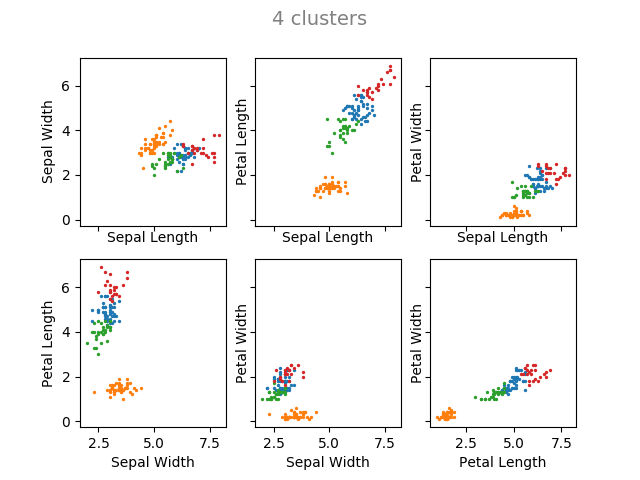 4 clusters
Sepal Width
6
4
2
0
Sepal Length
Petal Length
Sepal Length
Petal Width
Sepal Length
Petal Length
6
4
2
0
2.5 5.0 7.5
Sepal Width
Petal Width
2.5 5.0 7.5
Sepal Width
Petal Width
2.5 5.0 7.5
Petal Length